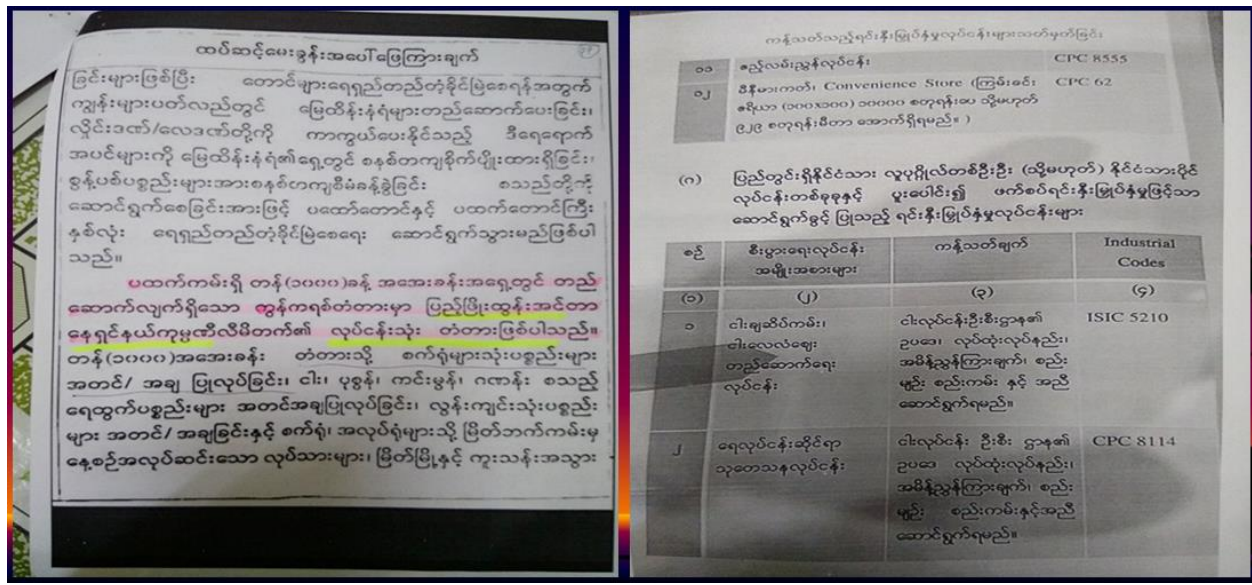 ထပ်ဆင့်မေးခွန်းအပေါ်ဖြေကြားချက်
ခြင်းများဖြစ်ပြီး တောင်များရေရှည်တည်တံ့ခိုင်မြဲစေရန်အတွက်
ကျွန်းများပတ်လည်တွင် မြေထိန်းနံရံများတည်ဆောက်ပေးခြင်း၊
လှိုင်းဒဏ်/လေဒဏ်တို့ကို ကာကွယ်ပေးနိုင်သည့် ဒီရေရောက်
အပင်များကို မြေထိန်းနံရံ၏ရှေ့တွင် စနစ်တကျစိုက်ပျိုးထားရှိခြင်း၊
စွန့်ပစ်ပစ္စည်းများအားစနစ်တကျစီမံခန့်ခွဲခြင်း စသည်တို့ကို
ဆောင်ရွက်စေခြင်းအားဖြင့် ပထော်တောင်နှင့် ပထက်တောင်ကြီး
နှစ်လုံး ရေရှည်တည်တံ့ခိုင်မြဲစေရေး ဆောင်ရွက်သွားမည်ဖြစ်ပါ
သည်။
ပထက်ကမ်းရှိ တန်(၁၀၀၀)ခန့် အအေးခန်းအရှေ့တွင် တည်
ဆောက်လျက်ရှိသော ကွန်ကရစ်တံတားမှာ ပြည့်ဖြိုးထွန်းအင်တာ
နေရှင်နယ်ကုမ္ပဏီလီမိတက်၏ လုပ်ငန်းသုံး တံတားဖြစ်ပါသည်။
တန်(၁၀၀၀)အအေးခန်း တံတားသို့ စက်ရုံများသုံးပစ္စည်းများ
အတင်/ အချ ပြုလုပ်ခြင်း၊ ငါး၊ ပုစွန်၊ ကင်းမွန်၊ ဂဏန်း စသည့်
ရေထွက်ပစ္စည်းများ အတင်အချပြုလုပ်ခြင်း၊ လွန်းကျင်းသုံးပစ္စည်း
များ အတင်/ အချခြင်းနှင့် စက်ရုံ၊ အလုပ်ရုံများသို့ မြိတ်ဘက်ကမ်းမှ
နေ့စဉ်အလုပ်ဆင်းသော လုပ်သားများ၊ မြိတ်မြို့နှင့် ကူးသန်းအသွား
ကန့်သတ်သည့်ရင်းနှီးမြှုပ်နှံမှုလုပ်ငန်းများသတ်မှတ်ခြင်း
၁၁ ဧည့်လမ်းညွှန်လုပ်ငန်း CPC 8555
၁၂ မီနီမားကတ်၊ Convenience Store (ကြမ်းခင်း CPC 62
ဧရိယာ (၁၀၀x၁၀၀) ၁၀၀၀၀ စတုရန်းပေ သို့မဟုတ်
၉၂၉ စတုရန်းမီတာ အောက်ရှိရမည်။ )
(ဂ) ပြည်တွင်းရှိနိုင်ငံသား လူပုဂ္ဂိုလ်တစ်ဦးဦး (သို့မဟုတ်) နိုင်ငံသားပိုင်
လုပ်ငန်းတစ်ခုခုနှင့် ပူးပေါင်း၍ ဖက်စပ်ရင်းနှီးမြှုပ်နှံမှုဖြင့်သာ
ဆောင်ရွက်ခွင့် ပြုသည့် ရင်းနှီးမြှုပ်နှံမှုလုပ်ငန်းများ
စဉ် စီးပွားရေးလုပ်ငန်း ကန့်သတ်ချက် Industrial
အမျိုးအစားများ Codes
(၁) (၂) (၃) (၄)
၁ ငါးချဆိပ်ကမ်း၊ ငါးလုပ်ငန်းဦးစီးဌာန၏ ISIC 5210
ငါးလေလံဈေး ဥပဒေ၊ လုပ်ထုံးလုပ်နည်း၊
တည်ဆောက်ရေး အမိန့်ညွှန်ကြားချက်၊ စည်း
လုပ်ငန်း မျဉ်း စည်းကမ်း နှင့် အညီ
ဆောင်ရွက်ရမည်။
၂ ရေလုပ်ငန်းဆိုင်ရာ ငါးလုပ်ငန်း ဦးစီး ဌာန၏ CPC 8114
သုတေသနလုပ်ငန်း ဥပဒေ လုပ်ထုံးလုပ်နည်း၊
အမိန့်ညွှန်ကြားချက်၊ စည်း
မျဉ်း စည်းကမ်းနှင့်အညီ
ဆောင်ရွက်ရမည်။